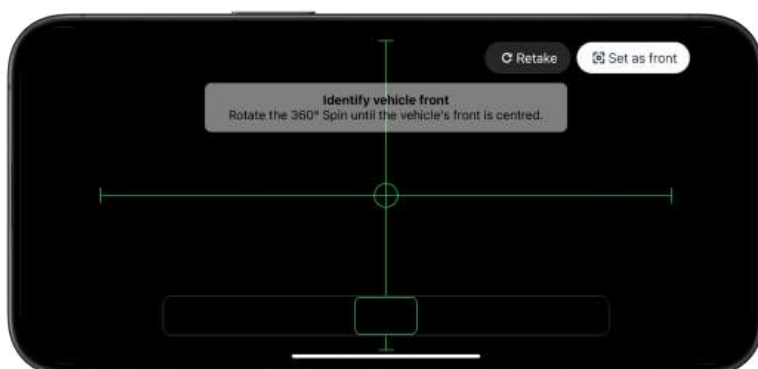 Retake
Set as front
Identify vehicle front
Rotate the 360° Spin until the vehicle's front is centred.